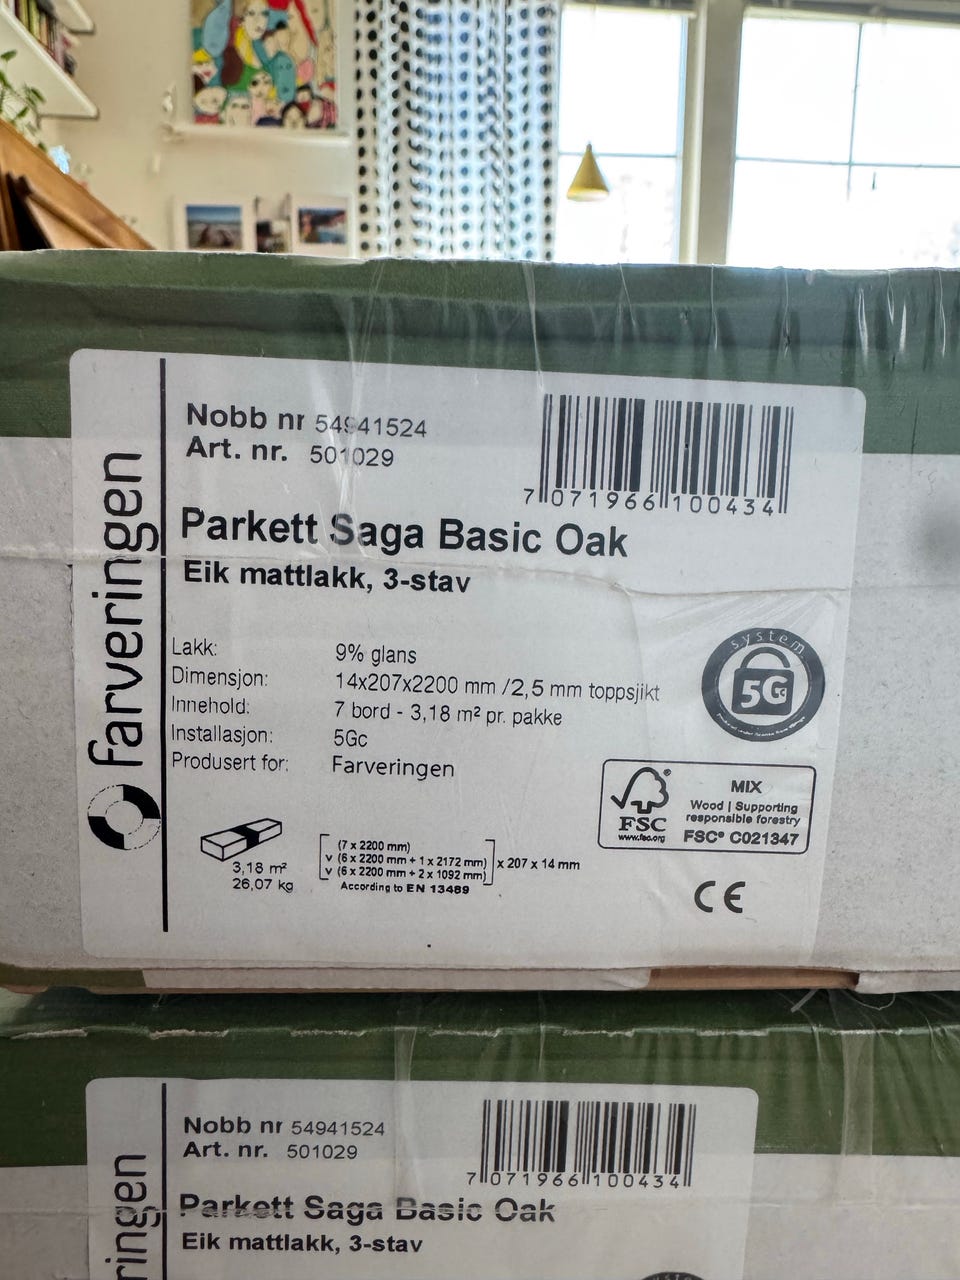 farveringen
Nobb nr 54941524
Art. nr. 501029
7 071966 100434
Parkett Saga Basic Oak
Eik mattlakk, 3-stav
Lakk: 9% glans
Dimensjon: 14x207x2200 mm /2,5 mm toppsjikt
Innehold: 7 bord - 3,18 m² pr. pakke
Installasjon: 5Gc
Produsert for: Farveringen
system
5Gc
FSC®
www.fsc.org
MIX
Wood | Supporting
responsible forestry
FSC® C021347
3,18 m²
26,07 kg
(7 x 2200 mm)
v (6 x 2200 mm + 1 x 2172 mm)
v (6 x 2200 mm + 2 x 1092 mm)
x 207 x 14 mm
According to EN 13489
CE
ringen
Nobb nr 54941524
Art. nr. 501029
7 071966 100434
Parkett Saga Basic Oak
Eik mattlakk, 3-stav